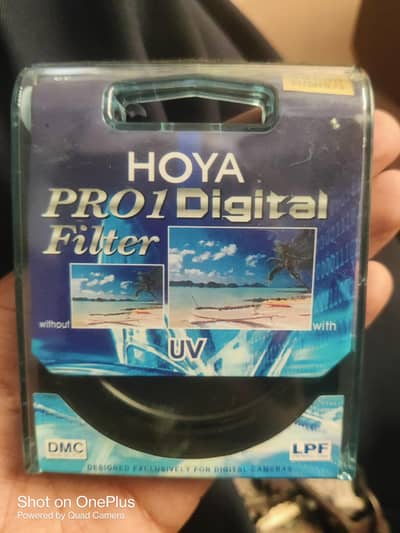 HOYA
PRO1 Digital
Filter
without
with
UV
DMC
LPF
DESIGNED EXCLUSIVELY FOR DIGITAL CAMERAS
Shot on OnePlus
Powered by Quad Camera